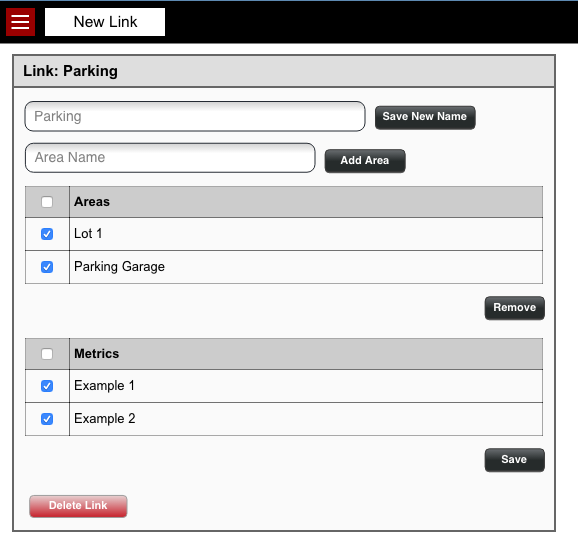 New Link
Link: Parking
Parking
Save New Name
Area Name
Add Area
Areas
Lot 1
Parking Garage
Remove
Metrics
Example 1
Example 2
Save
Delete Link